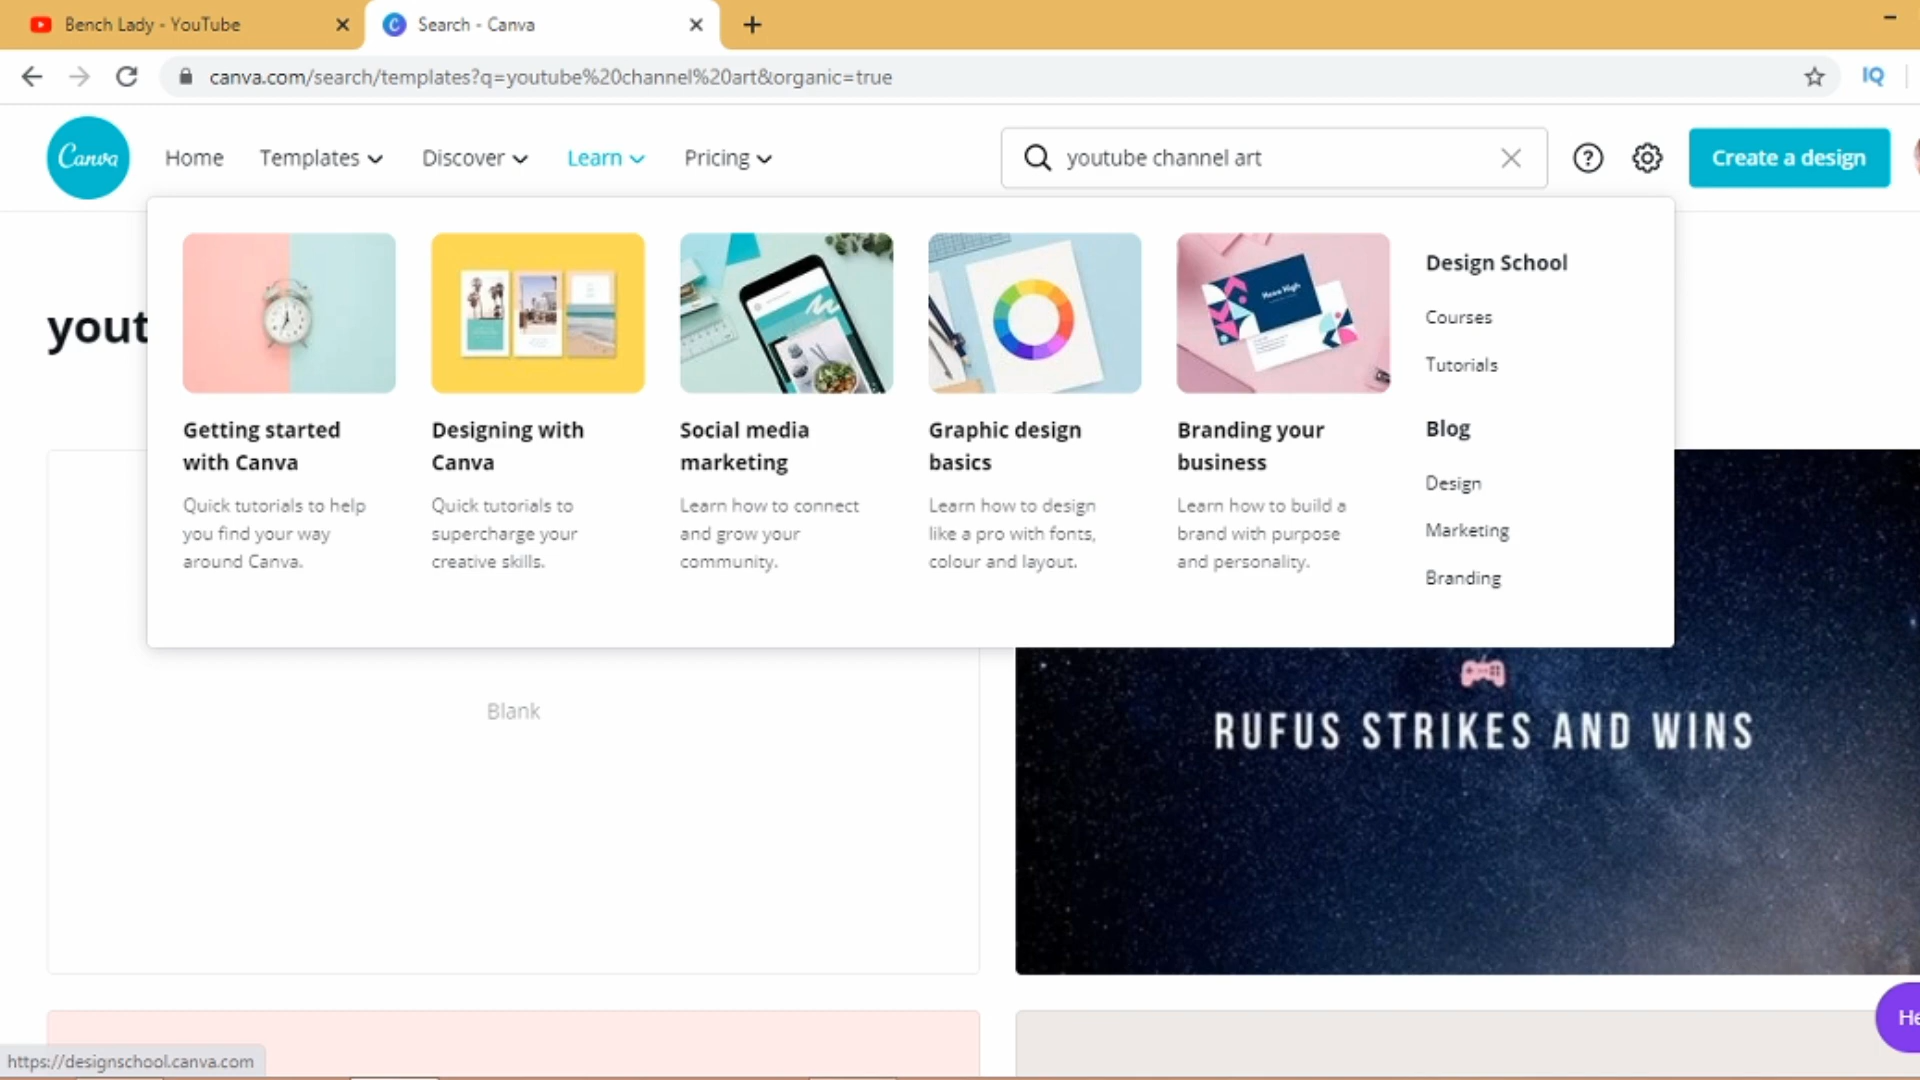 Bench Lady - YouTube
Search - Canva
canva.com/search/templates?q=youtube%20channel%20art&organic=true
IQ
Canva
Home
Templates
Discover
Learn
Pricing
youtube channel art
Create a design
yout
Getting started
with Canva
Quick tutorials to help
you find your way
around Canva.
Designing with
Canva
Quick tutorials to
supercharge your
creative skills.
Social media
marketing
Learn how to connect
and grow your
community.
Graphic design
basics
Learn how to design
like a pro with fonts,
colour and layout.
Branding your
business
Learn how to build a
brand with purpose
and personality.
Design School
Courses
Tutorials
Blog
Design
Marketing
Branding
Blank
RUFUS STRIKES AND WINS
He
https://designschool.canva.com